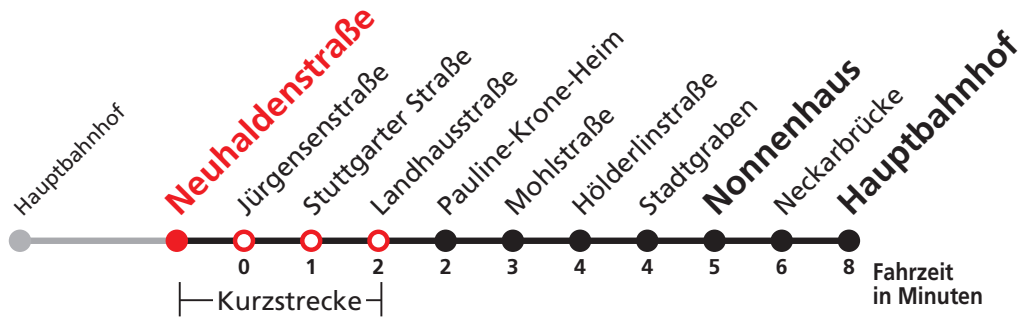 Hauptbahnhof
Neuhaldenstraße
Jürgensenstraße
Stuttgarter Straße
Landhausstraße
Pauline-Krone-Heim
Mohlstraße
Hölderlinstraße
Stadtgraben
Nonnenhaus
Neckarbrücke
Hauptbahnhof
0 1 2 2 3 4 4 5 6 8
Fahrzeit
in Minuten
Kurzstrecke